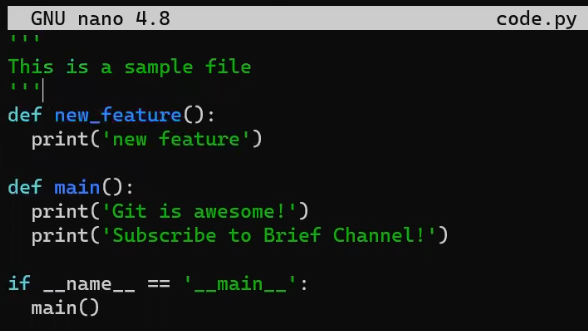 GNU nano 4.8 code.py
'''
This is a sample file
'''
def new_feature():
  print('new feature')

def main():
  print('Git is awesome!')
  print('Subscribe to Brief Channel!')

if __name__ == '__main__':
  main()